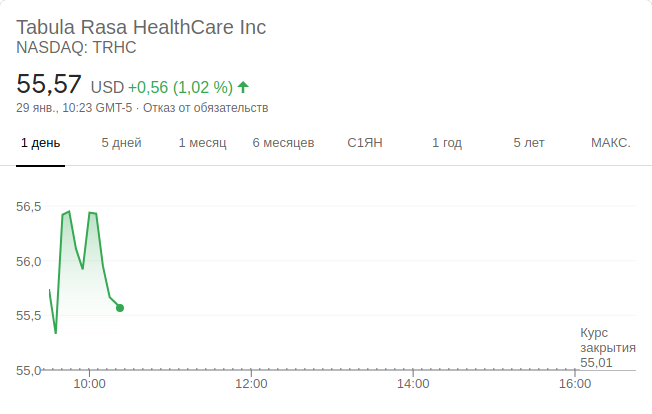 Tabula Rasa HealthCare Inc
NASDAQ: TRHC
55,57 USD +0,56 (1,02 %)
29 янв., 10:23 GMT-5 · Отказ от обязательств
1 день 5 дней 1 месяц 6 месяцев С1ЯН 1 год 5 лет МАКС.
56,5
56,0
55,5
Курс
закрытия
55,01
55,0
10:00 12:00 14:00 16:00